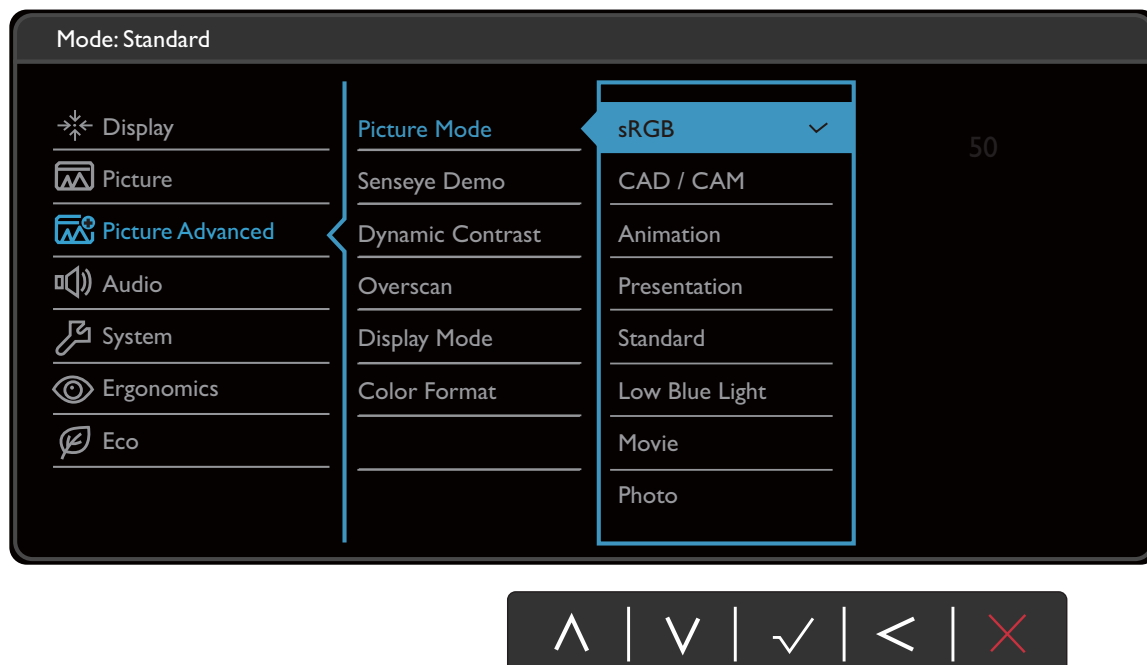 Mode: Standard
Display
Picture
Picture Advanced
Audio
System
Ergonomics
Eco
Picture Mode
Senseye Demo
Dynamic Contrast
Overscan
Display Mode
Color Format
sRGB
CAD / CAM
Animation
Presentation
Standard
Low Blue Light
Movie
Photo
50